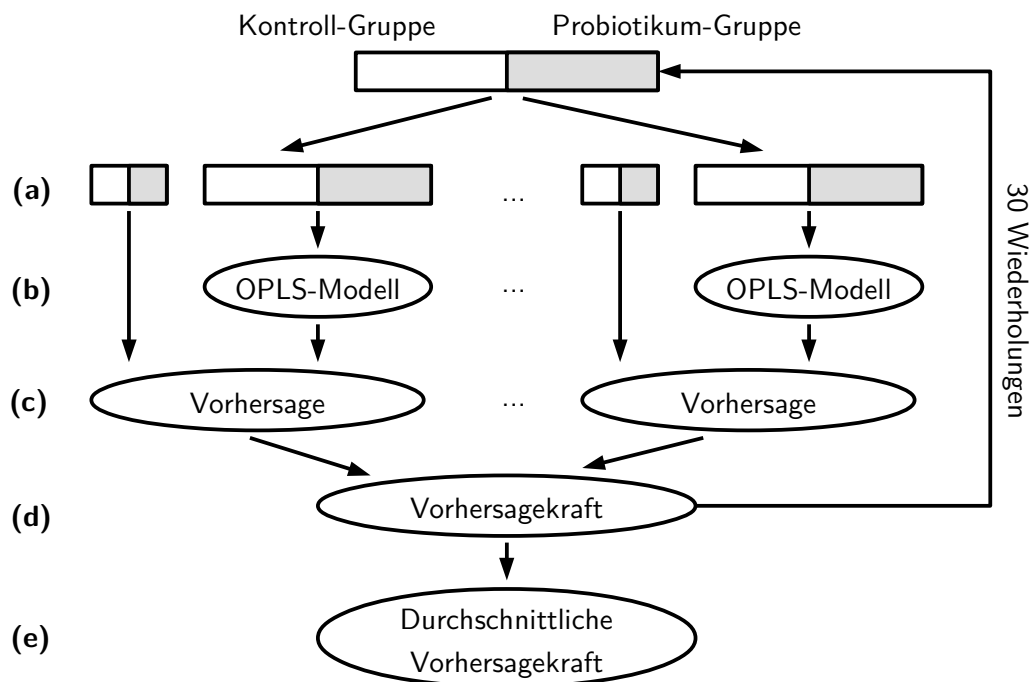 Kontroll-Gruppe Probiotikum-Gruppe
(a) ...
(b) OPLS-Modell ... OPLS-Modell
(c) Vorhersage ... Vorhersage
30 Wiederholungen
(d) Vorhersagekraft
(e) Durchschnittliche
Vorhersagekraft